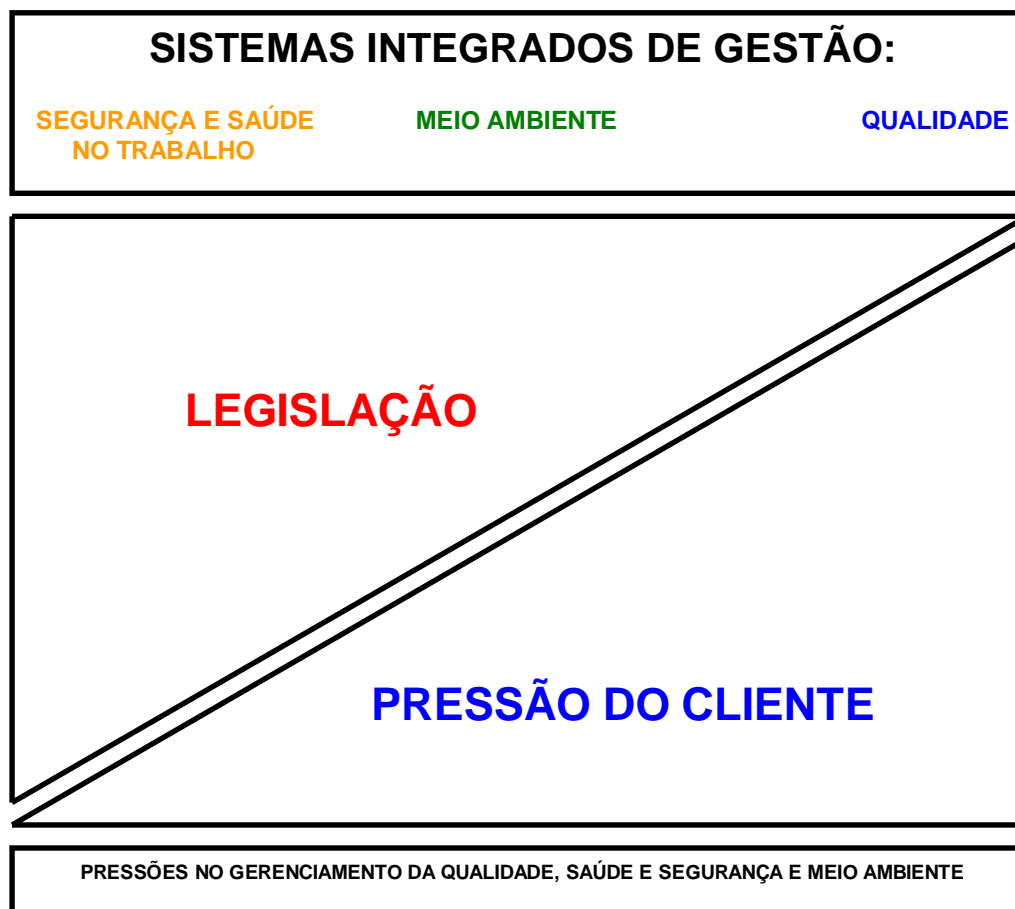 SISTEMAS INTEGRADOS DE GESTÃO:
SEGURANÇA E SAÚDE NO TRABALHO
MEIO AMBIENTE
QUALIDADE
LEGISLAÇÃO
PRESSÃO DO CLIENTE
PRESSÕES NO GERENCIAMENTO DA QUALIDADE, SAÚDE E SEGURANÇA E MEIO AMBIENTE